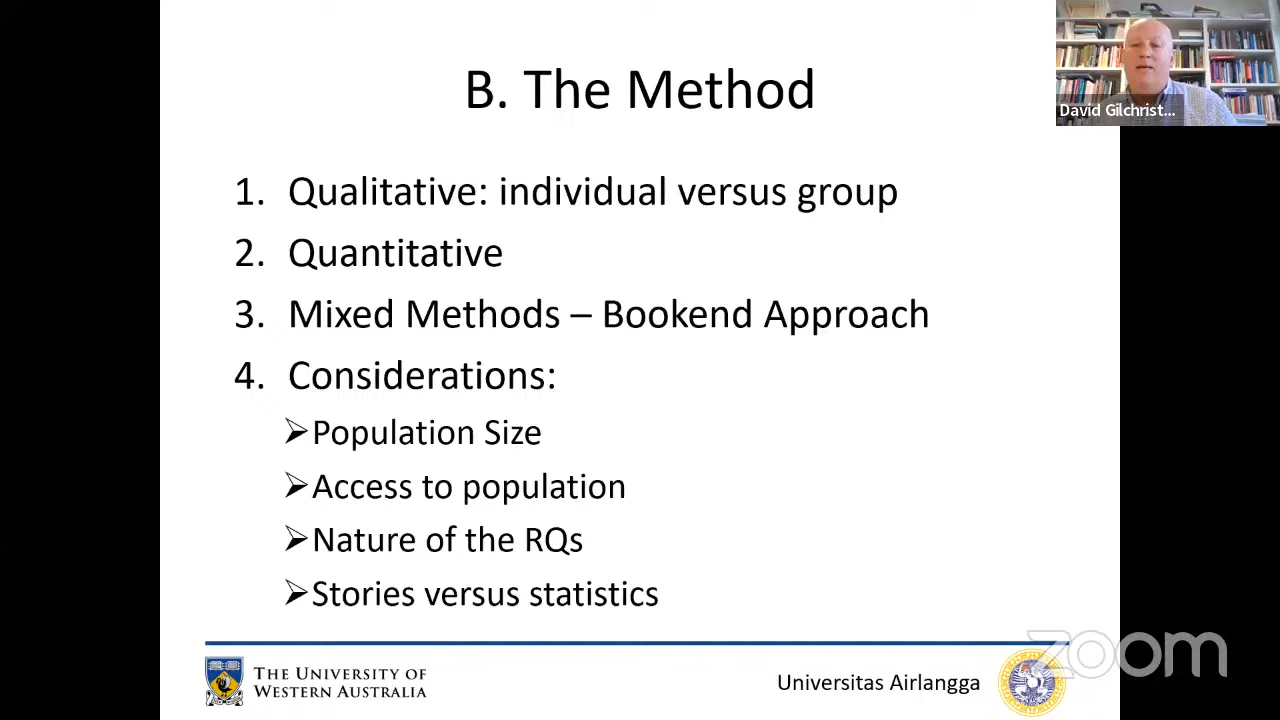 B. The Method
David Gilchrist...
1. Qualitative: individual versus group
2. Quantitative
3. Mixed Methods – Bookend Approach
4. Considerations:
➢Population Size
➢Access to population
➢Nature of the RQs
➢Stories versus statistics
THE UNIVERSITY OF
WESTERN AUSTRALIA
Universitas Airlangga
zoom